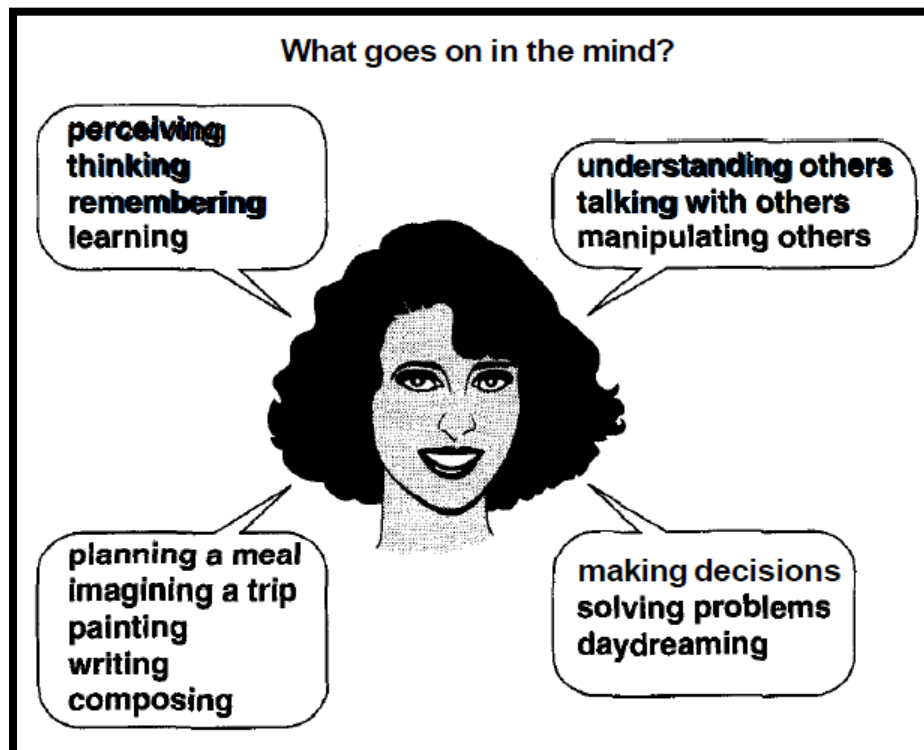 What goes on in the mind?
perceiving
thinking
remembering
learning
understanding others
talking with others
manipulating others
planning a meal
imagining a trip
painting
writing
composing
making decisions
solving problems
daydreaming